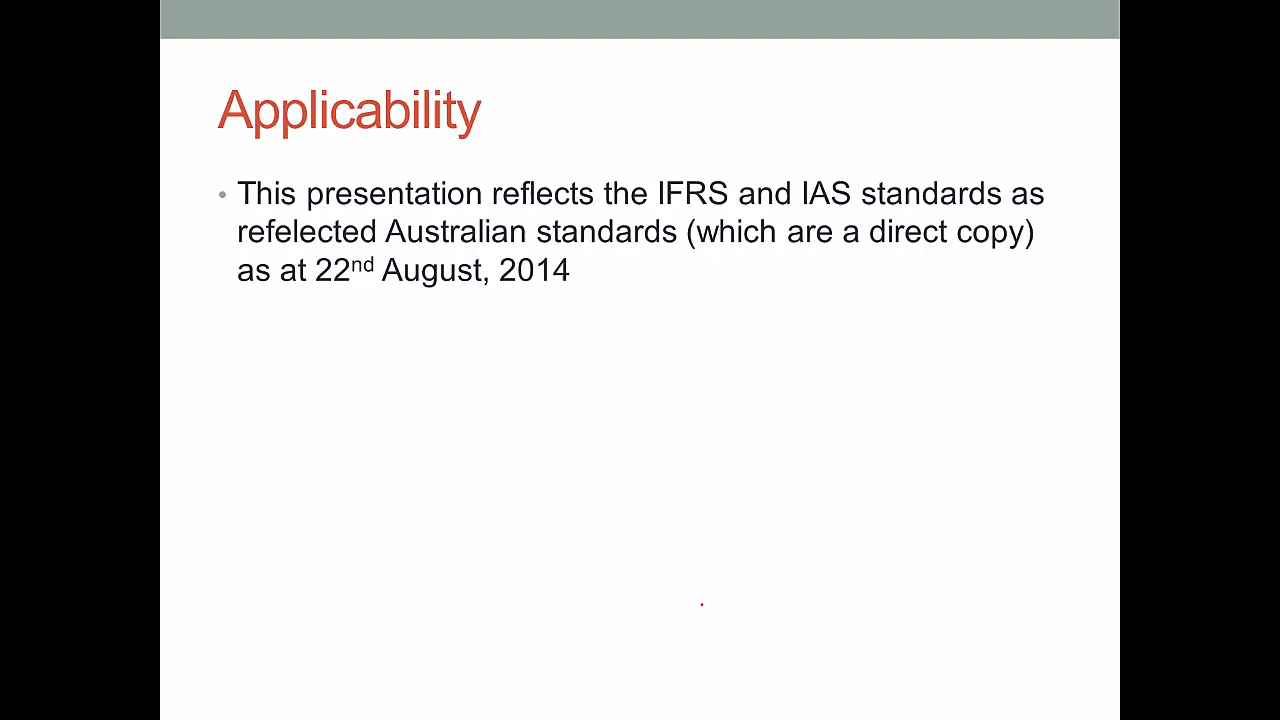 Applicability
• This presentation reflects the IFRS and IAS standards as
refelected Australian standards (which are a direct copy)
as at 22nd August, 2014